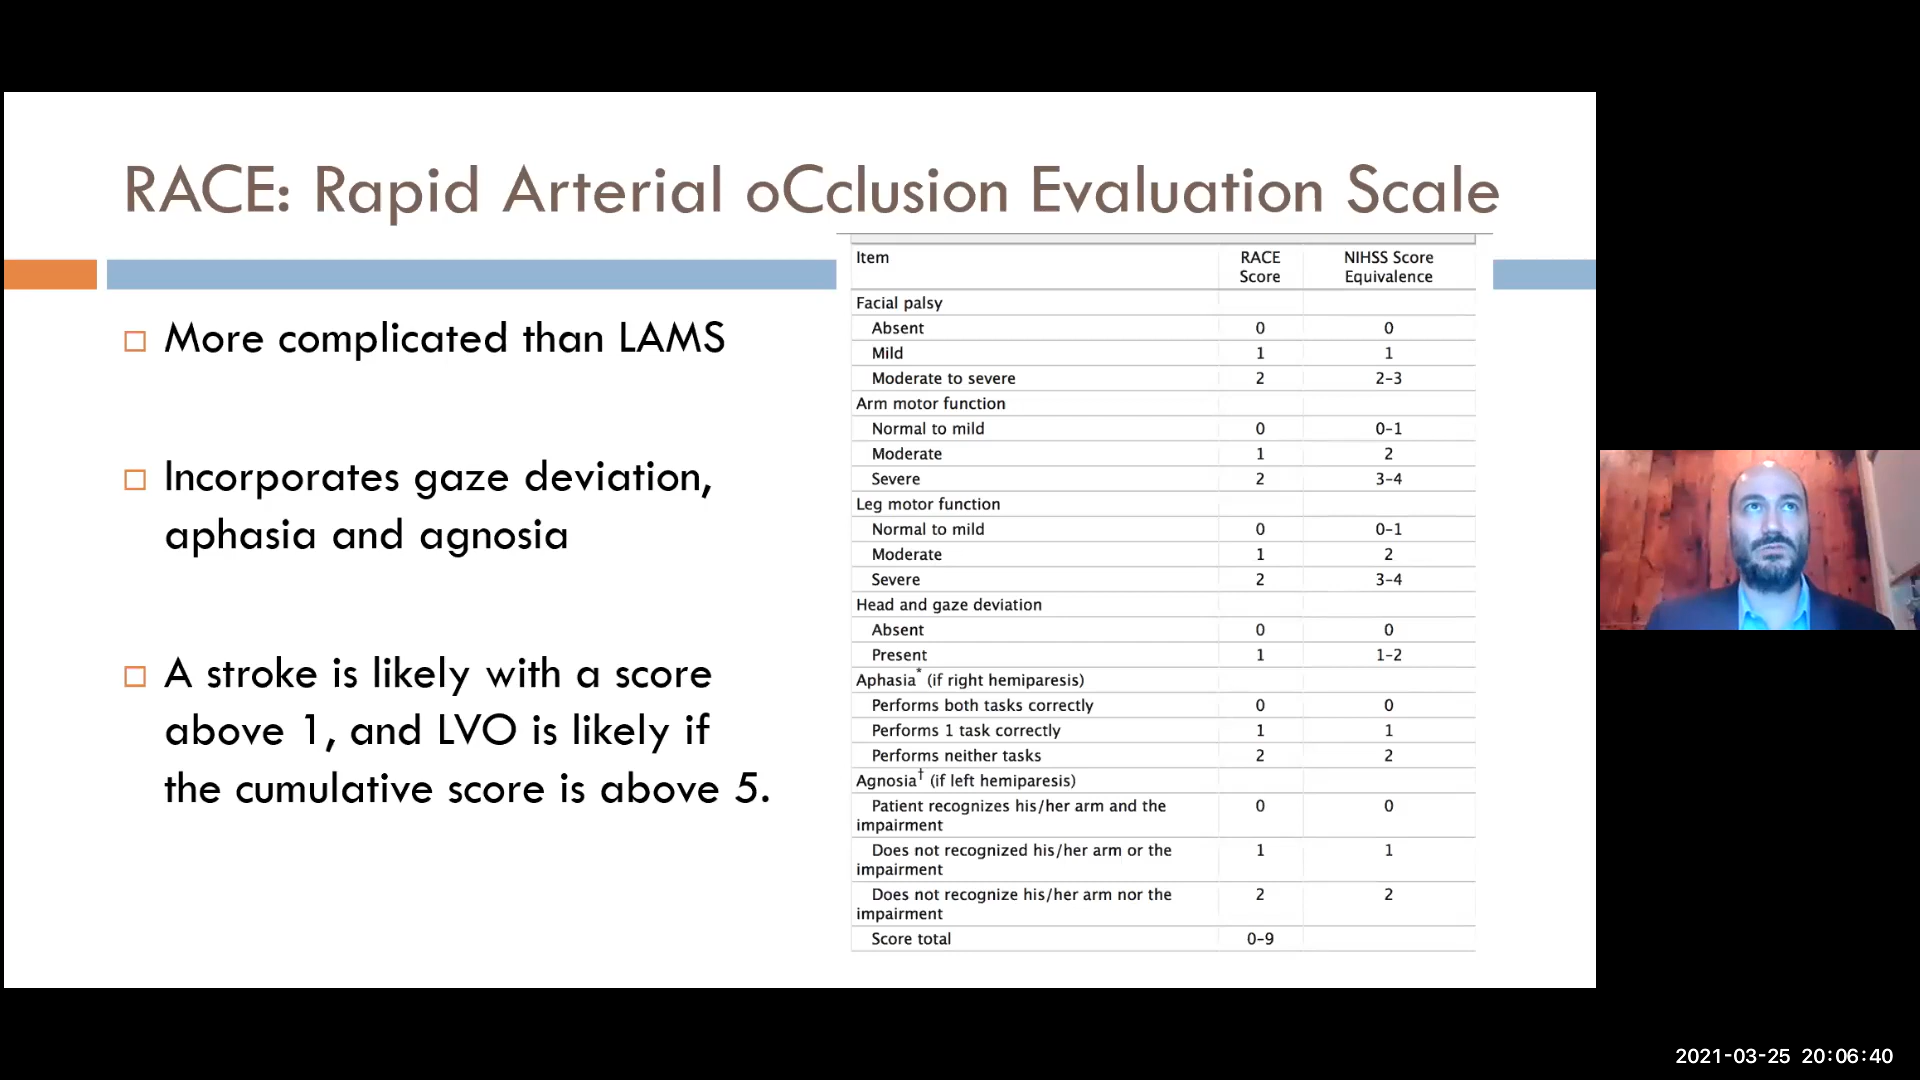 RACE: Rapid Arterial oCclusion Evaluation Scale
More complicated than LAMS
Incorporates gaze deviation,
aphasia and agnosia
A stroke is likely with a score
above 1, and LVO is likely if
the cumulative score is above 5.
Item RACE Score NIHSS Score Equivalence
Facial palsy
Absent 0 0
Mild 1 1
Moderate to severe 2 2-3
Arm motor function
Normal to mild 0 0-1
Moderate 1 2
Severe 2 3-4
Leg motor function
Normal to mild 0 0-1
Moderate 1 2
Severe 2 3-4
Head and gaze deviation
Absent 0 0
Present 1 1-2
Aphasia* (if right hemiparesis)
Performs both tasks correctly 0 0
Performs 1 task correctly 1 1
Performs neither tasks 2 2
Agnosia† (if left hemiparesis)
Patient recognizes his/her arm and the 0 0
impairment
Does not recognized his/her arm or the 1 1
impairment
Does not recognize his/her arm nor the 2 2
impairment
Score total 0-9
2021-03-25 20:06:40